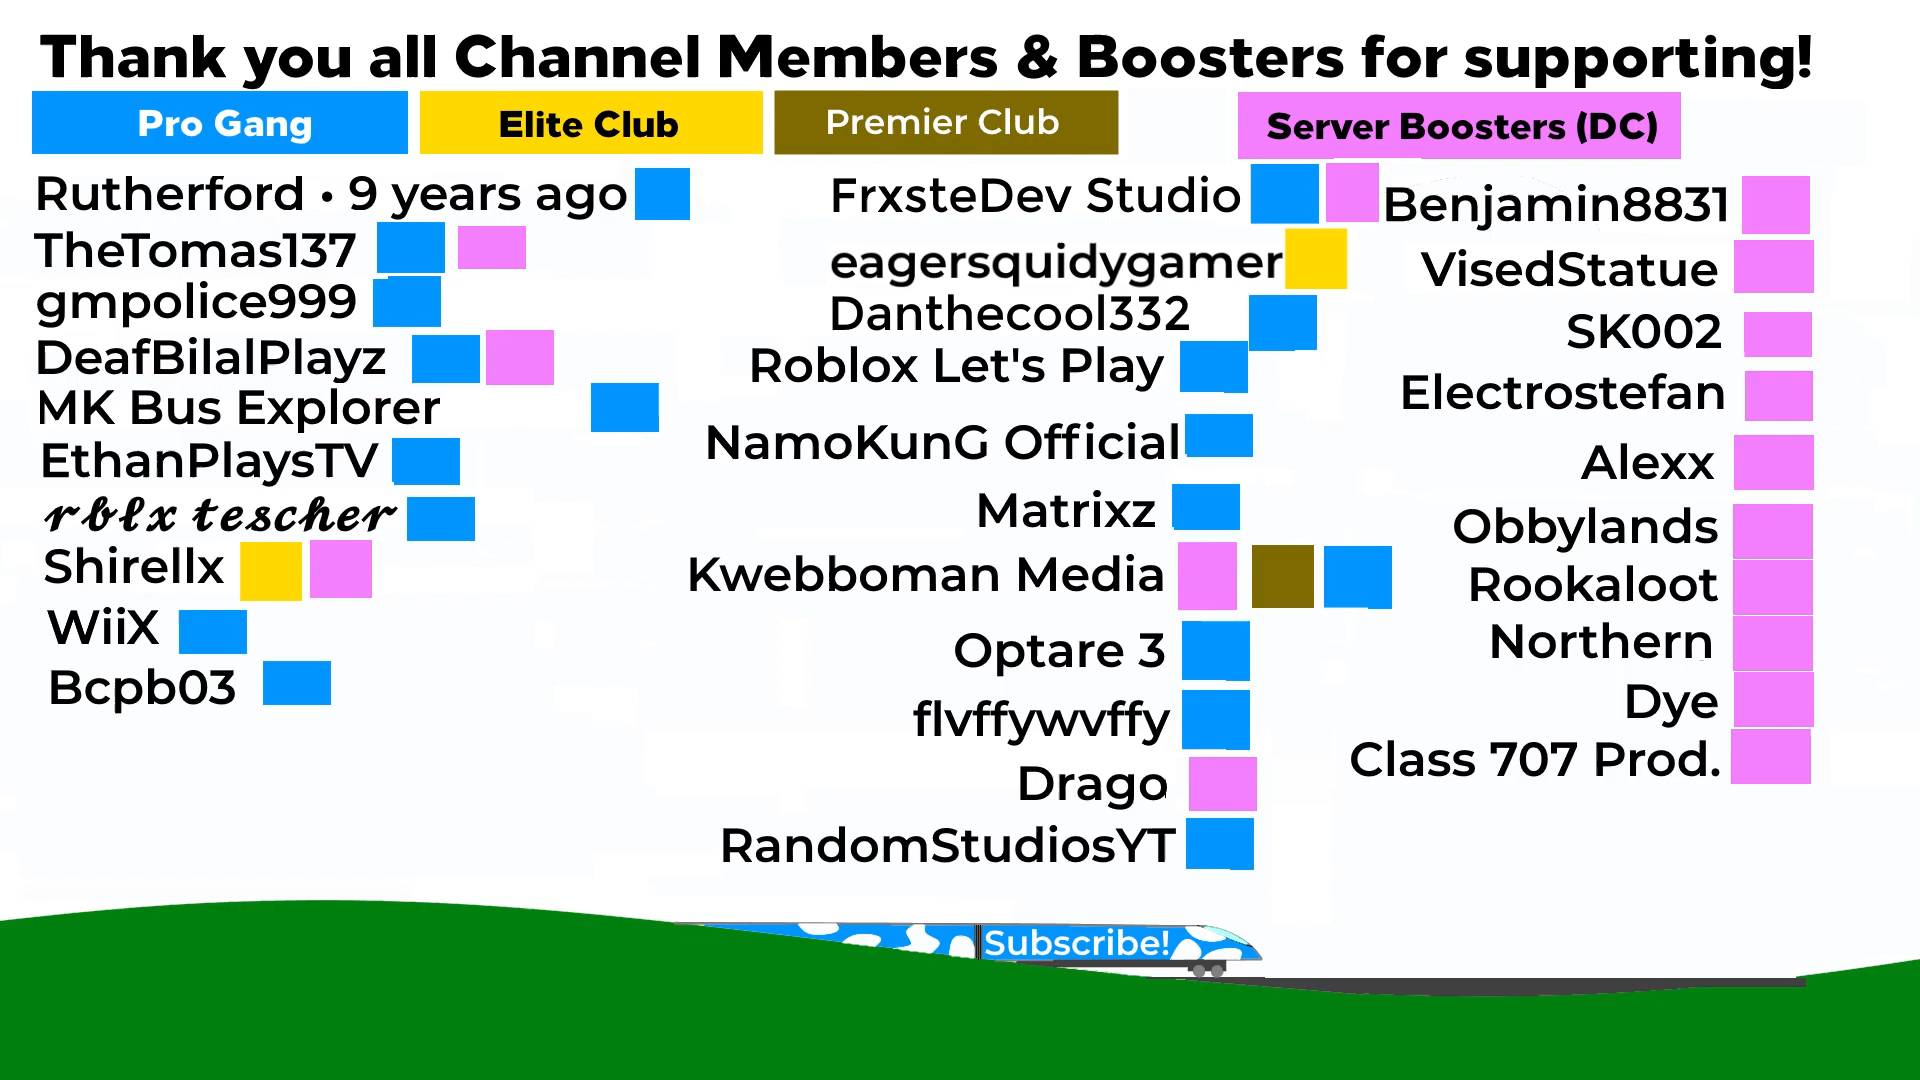 Thank you all Channel Members & Boosters for supporting!
Pro Gang
Elite Club
Premier Club
Server Boosters (DC)
Rutherford • 9 years ago
TheTomas137
gmpolice999
DeafBilalPlayz
MK Bus Explorer
EthanPlaysTV
𝓻𝓫𝓵𝔁 𝓽𝓮𝓼𝓬𝓱𝓮𝓻
Shirellx
WiiX
Bcpb03
FrxsteDev Studio
eagersquidygamer
Danthecool332
Roblox Let's Play
NamoKunG Official
Matrixz
Kwebboman Media
Optare 3
flvffywvffy
Drago
RandomStudiosYT
Benjamin8831
VisedStatue
SK002
Electrostefan
Alexx
Obbylands
Rookaloot
Northern
Dye
Class 707 Prod.
Subscribe!